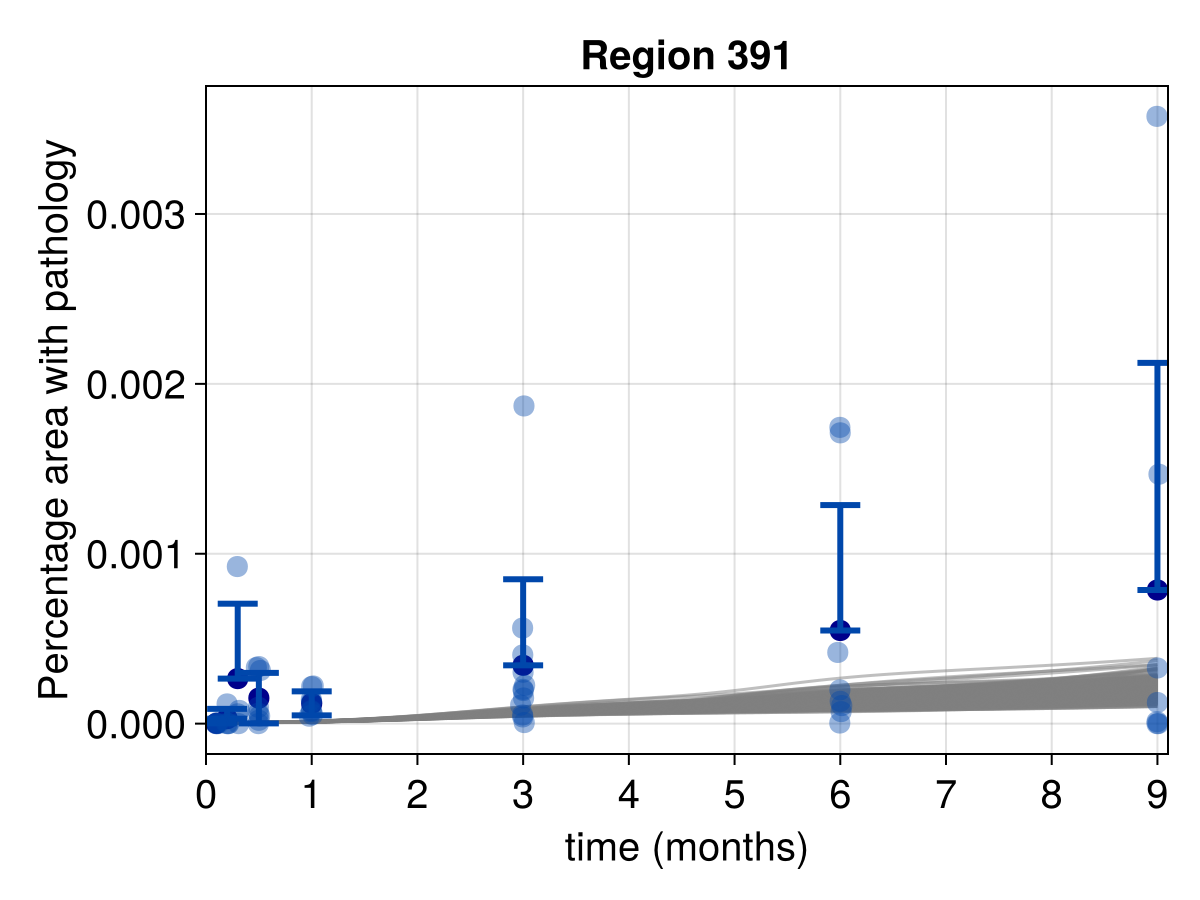 Region 391
Percentage area with pathology
0.003
0.002
0.001
0.000
0 1 2 3 4 5 6 7 8 9
time (months)